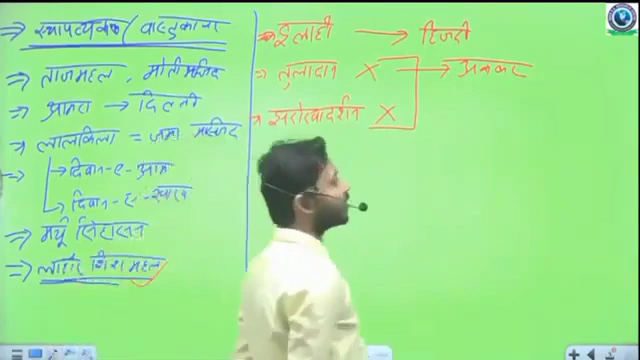 ⇒ स्थापत्यकला / वास्तुकला
⇒ ताजमहल, मोती मस्जिद
⇒ आगरा → दिल्ली
⇒ लालकिला = जामा मस्जिद
⇒ → दिवान-ए-आम
→ दिवान-ए-खास
⇒ मयूर सिंहासन
⇒ लाहौर शिश महल
⇒ इलाही → हिजरी
⇒ तुलादान × → अकबर
⇒ झरोखादर्शन ×